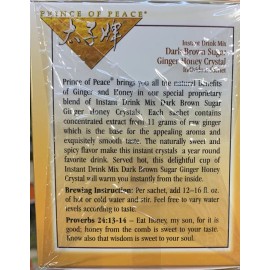 PRINCE OF PEACE®
太子牌
Instant Drink Mix
Dark Brown Sugar
Ginger Honey Crystal
Prince of Peace® brings you all the natural benefits
of Ginger and Honey in our special proprietary
blend of Instant Drink Mix Dark Brown Sugar
Ginger Honey Crystals. Each sachet contains
concentrated extract from 11 grams of raw ginger
which is the base for the appealing aroma and
exquisitely smooth taste. The naturally sweet and
spicy flavor make this instant crystals a year round
favorite drink. Served hot, this delightful cup of
Instant Drink Mix Dark Brown Sugar Ginger Honey
Crystal will warm you instantly from the inside.
Brewing Instruction: Per sachet, add 12–16 fl. oz.
of hot or cold water and stir. Feel free to vary water
levels according to taste.
Proverbs 24:13-14 – Eat honey, my son, for it is
good; honey from the comb is sweet to your taste.
Know also that wisdom is sweet to your soul.